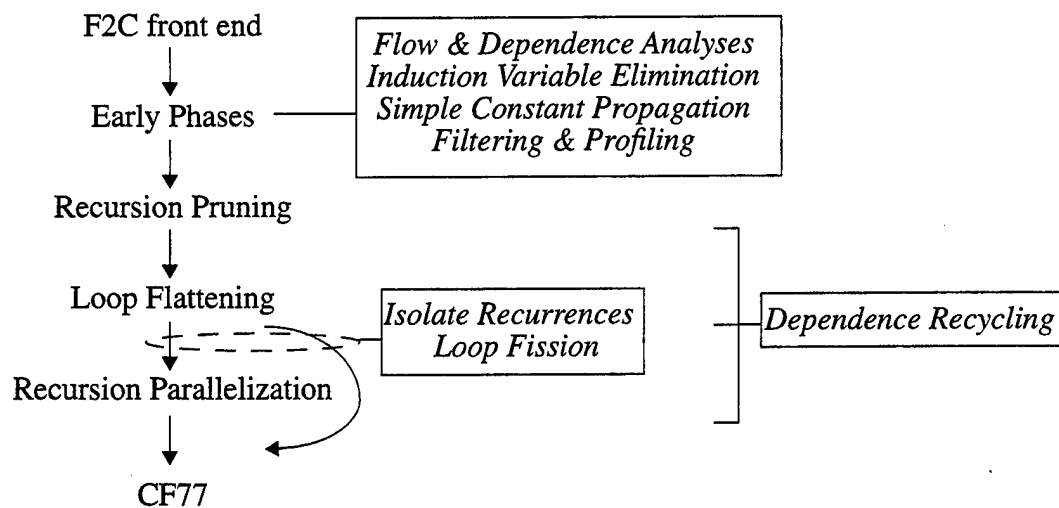 F2C front end
Flow & Dependence Analyses
Induction Variable Elimination
Simple Constant Propagation
Filtering & Profiling
Early Phases
Recursion Pruning
Loop Flattening
Isolate Recurrences
Loop Fission
Dependence Recycling
Recursion Parallelization
CF77